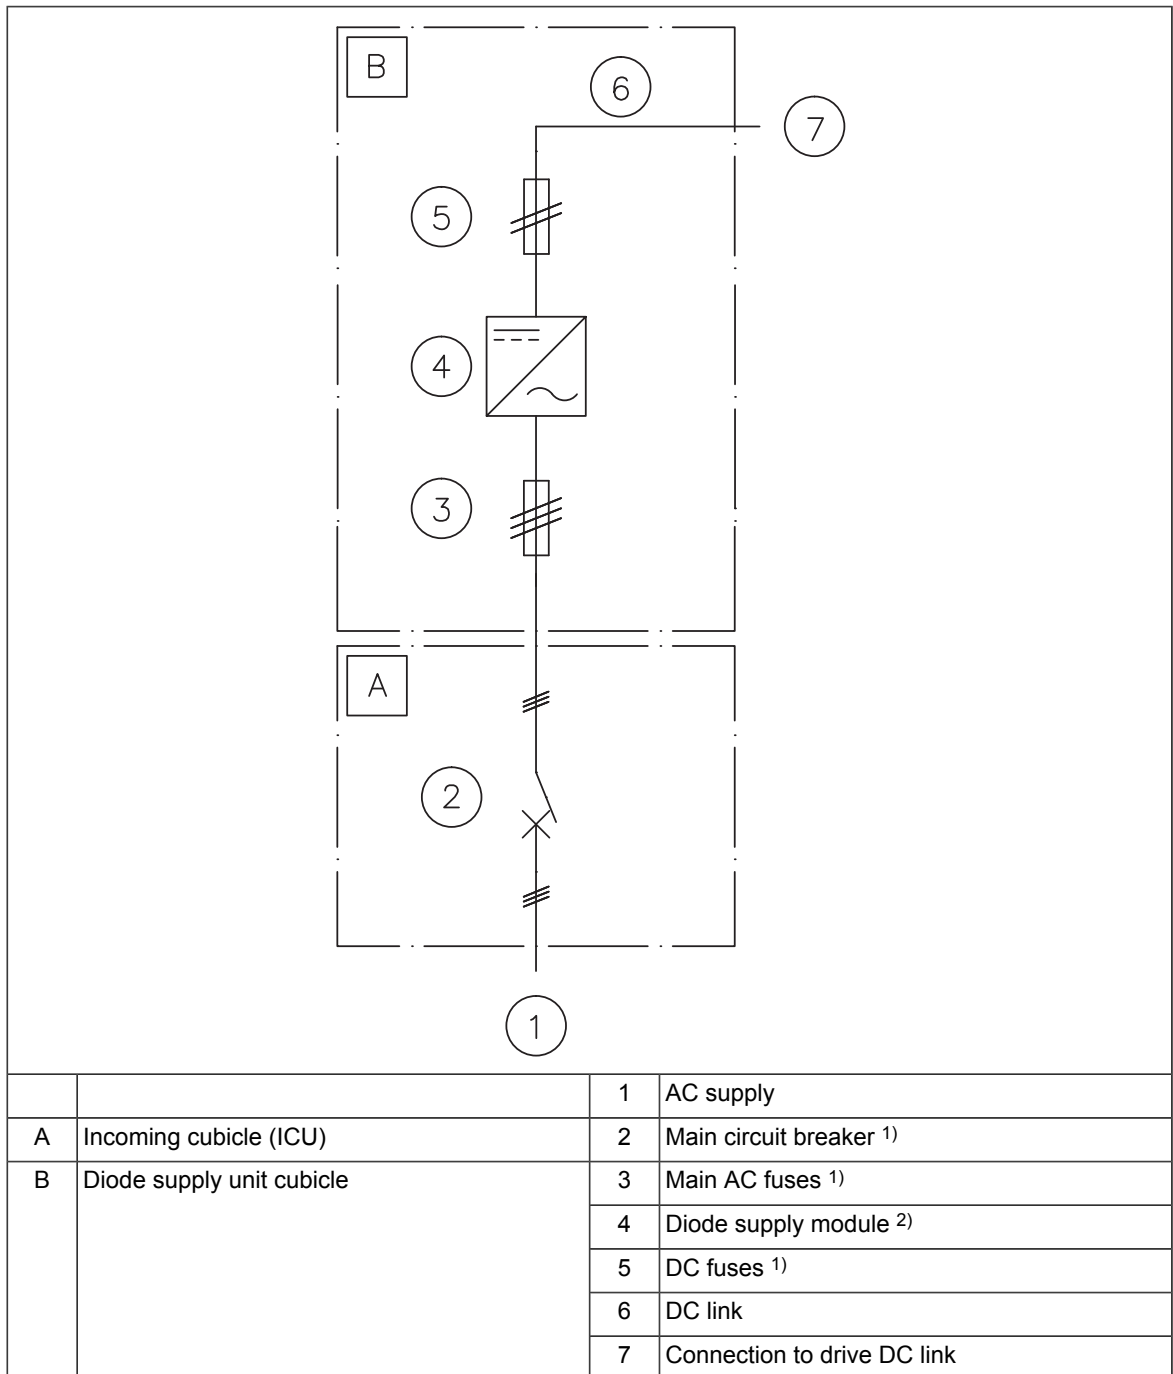 B
6
7
5
4
3
A
2
1
1 AC supply
A Incoming cubicle (ICU) 2 Main circuit breaker 1)
B Diode supply unit cubicle 3 Main AC fuses 1)
4 Diode supply module 2)
5 DC fuses 1)
6 DC link
7 Connection to drive DC link